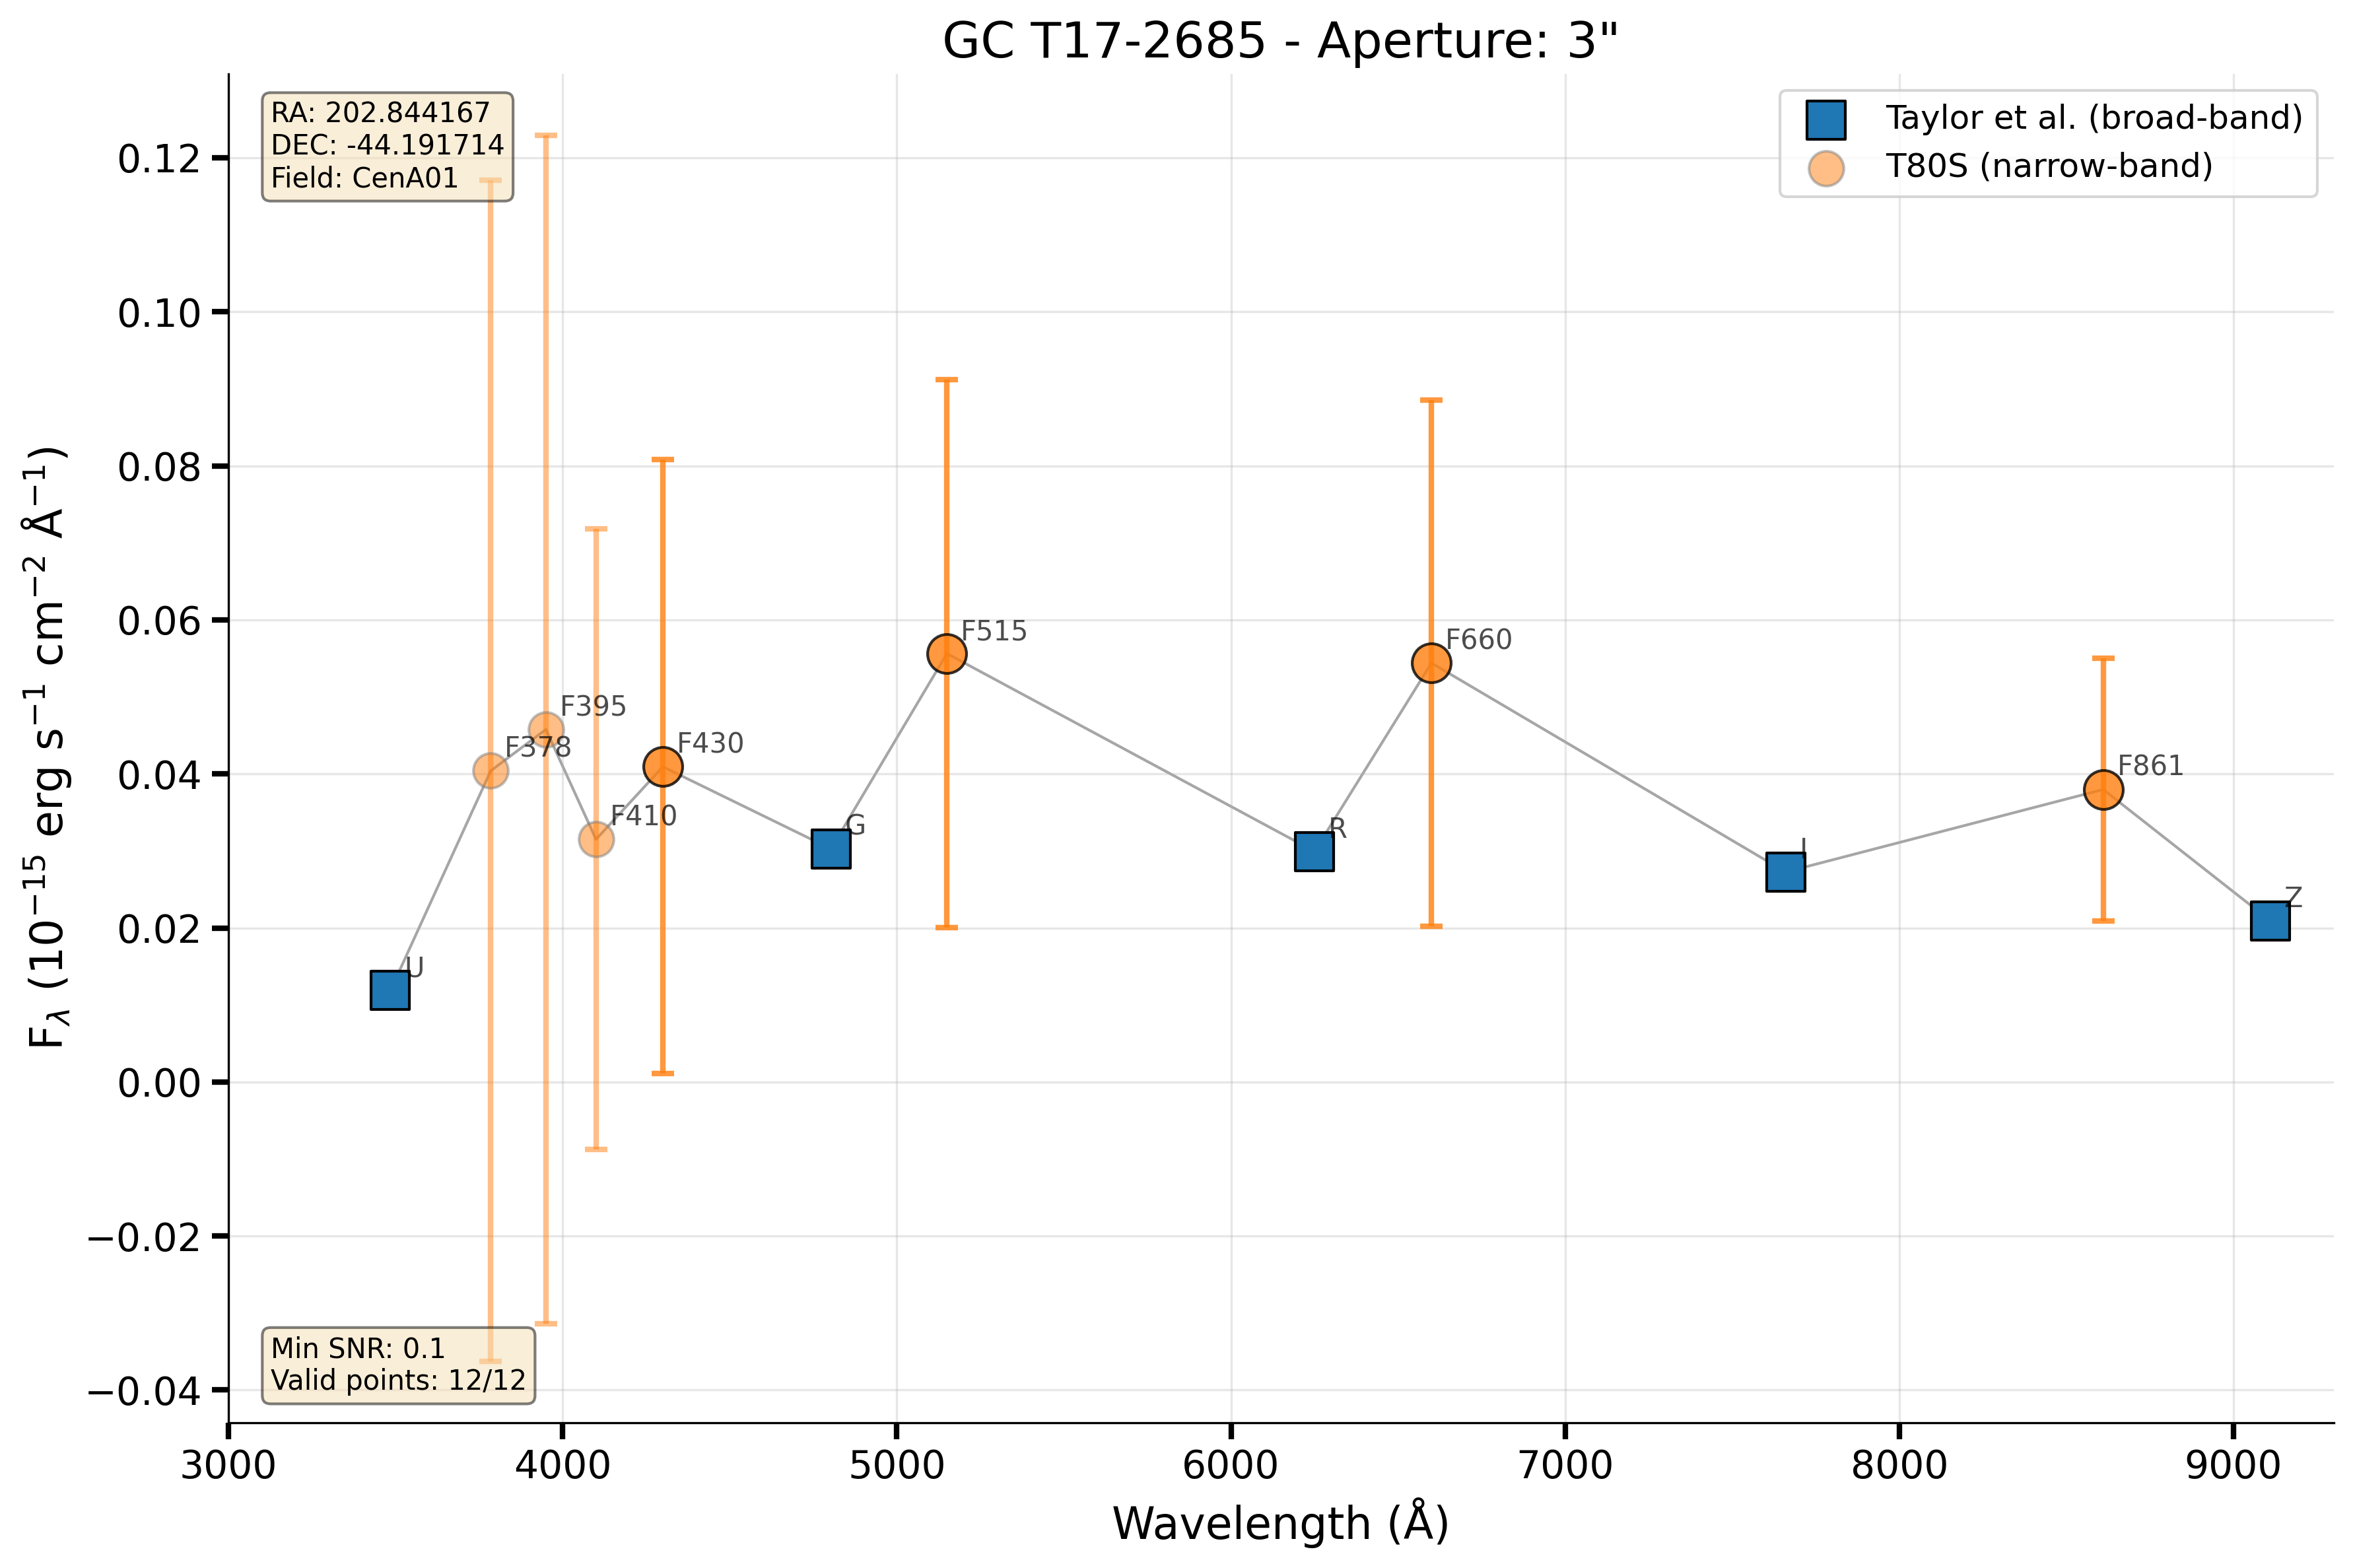 GC T17-2685 - Aperture: 3"
RA: 202.844167
DEC: -44.191714
Field: CenA01
Taylor et al. (broad-band)
T80S (narrow-band)
0.12
0.10
0.08
0.06
0.04
0.02
0.00
−0.02
−0.04
F$_λ$ (10$^{−15}$ erg s$^{−1}$ cm$^{−2}$ Å$^{−1}$)
U
F378
F395
F410
F430
G
F515
R
F660
I
F861
Z
Min SNR: 0.1
Valid points: 12/12
3000 4000 5000 6000 7000 8000 9000
Wavelength (Å)